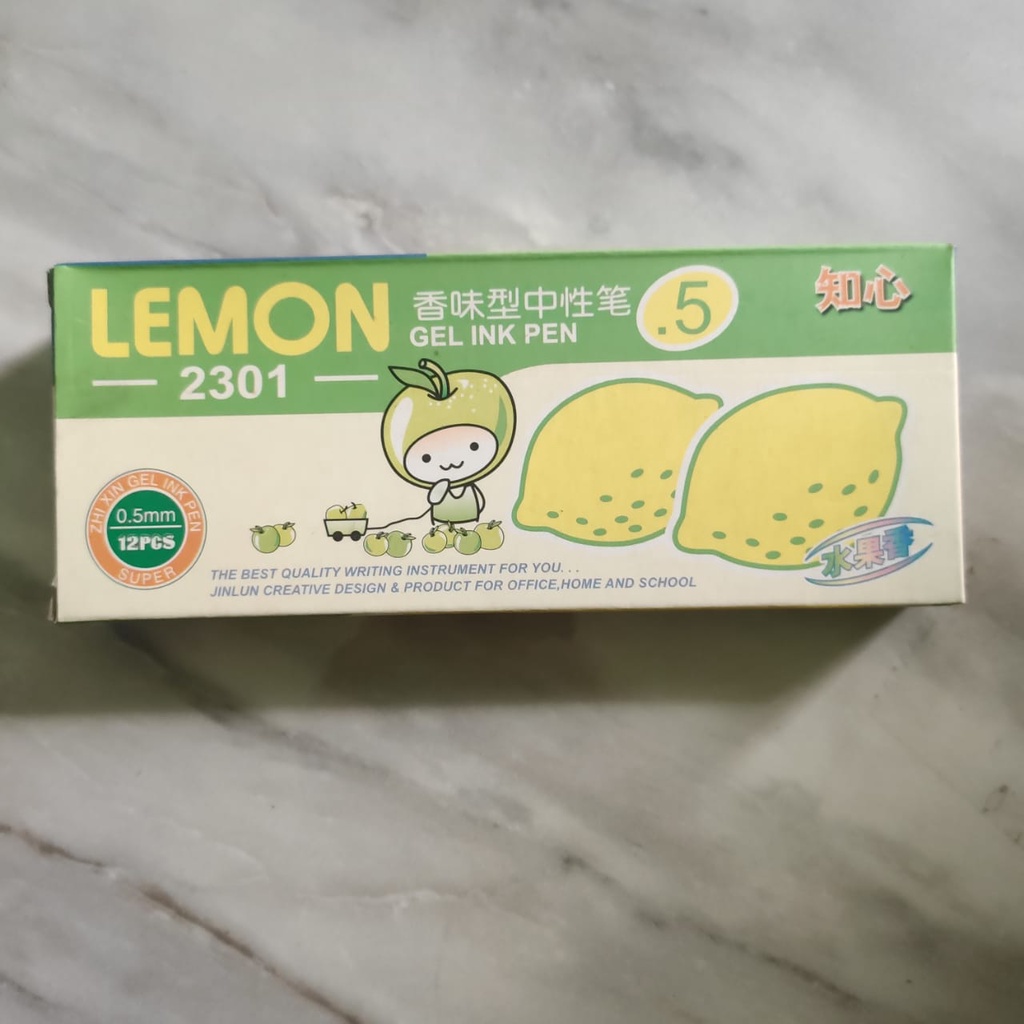 LEMON
2301
香味型中性笔
GEL INK PEN
.5
知心
ZHI XIN GEL INK PEN
0.5mm
12PCS
SUPER
THE BEST QUALITY WRITING INSTRUMENT FOR YOU. . .
JINLUN CREATIVE DESIGN & PRODUCT FOR OFFICE,HOME AND SCHOOL
水果香